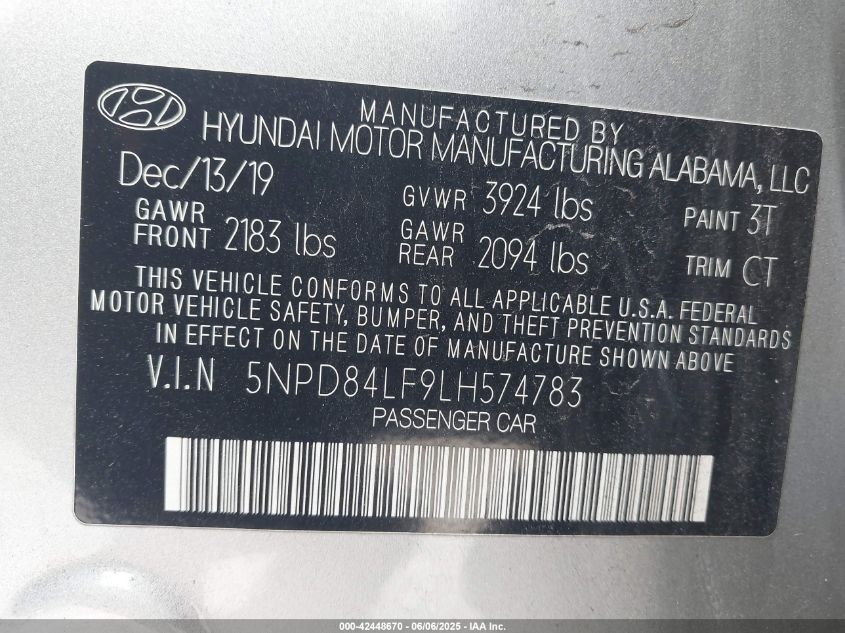 MANUFACTURED BY
HYUNDAI MOTOR MANUFACTURING ALABAMA, LLC
Dec/13/19 GVWR 3924 lbs PAINT 3T
GAWR FRONT 2183 lbs GAWR REAR 2094 lbs TRIM CT
THIS VEHICLE CONFORMS TO ALL APPLICABLE U.S.A. FEDERAL
MOTOR VEHICLE SAFETY, BUMPER, AND THEFT PREVENTION STANDARDS
IN EFFECT ON THE DATE OF MANUFACTURE SHOWN ABOVE
V.I.N 5NPD84LF9LH574783
PASSENGER CAR
000-42448670 - 06/06/2025 - IAA Inc.